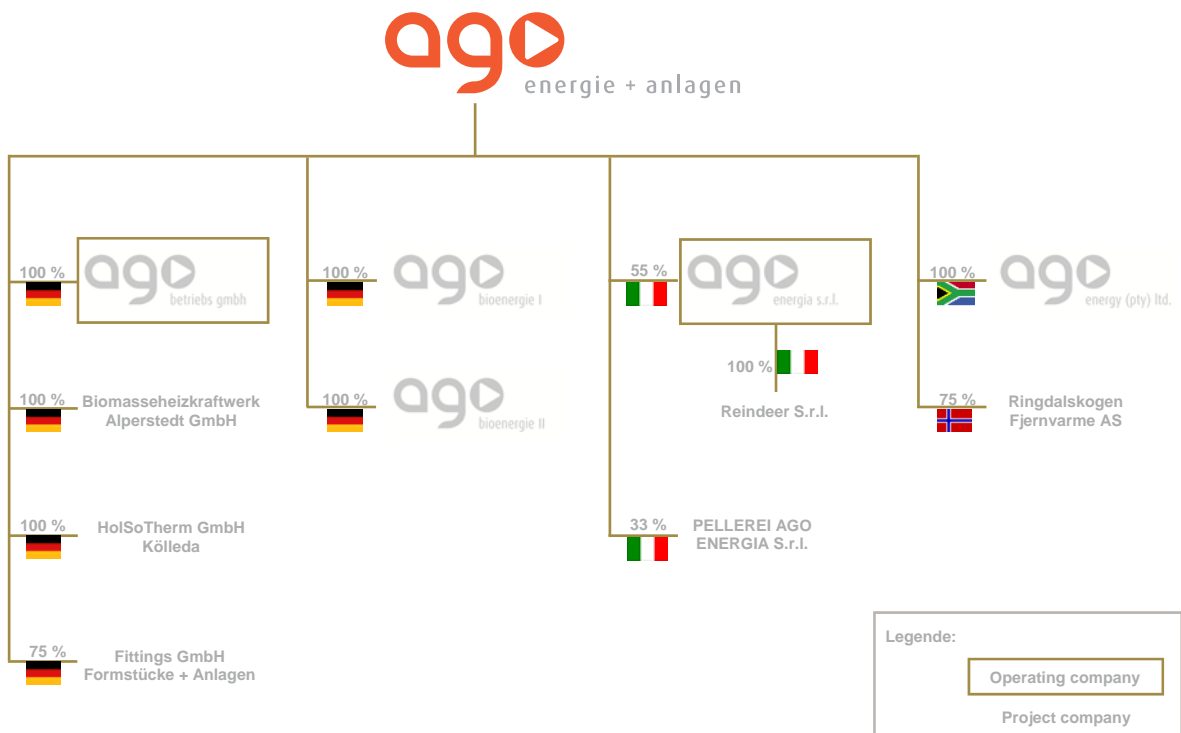 ago
energie + anlagen
100 %
ago
betriebs gmbh
100 %
Biomasseheizkraftwerk
Alperstedt GmbH
100 %
HolSoTherm GmbH
Kölleda
75 %
Fittings GmbH
Formstücke + Anlagen
100 %
ago
bioenergie I
100 %
ago
bioenergie II
55 %
ago
energia s.r.l.
100 %
Reindeer S.r.l.
33 %
PELLEREI AGO
ENERGIA S.r.l.
100 %
ago
energy (pty) ltd.
75 %
Ringdalskogen
Fjernvarme AS
Legende:
Operating company
Project company